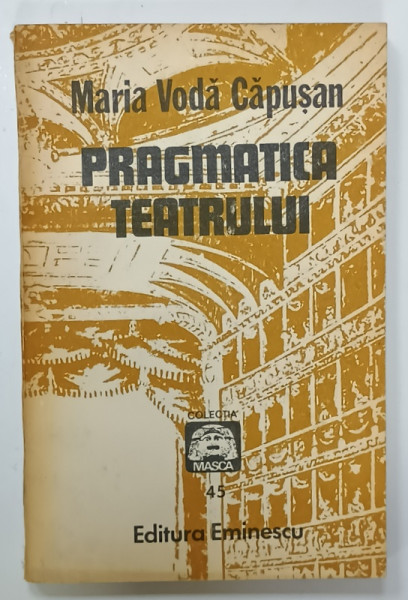 Maria Vodă Căpușan
PRAGMATICA
TEATRULUI
COLECȚIA
MASCA
45
Editura Eminescu